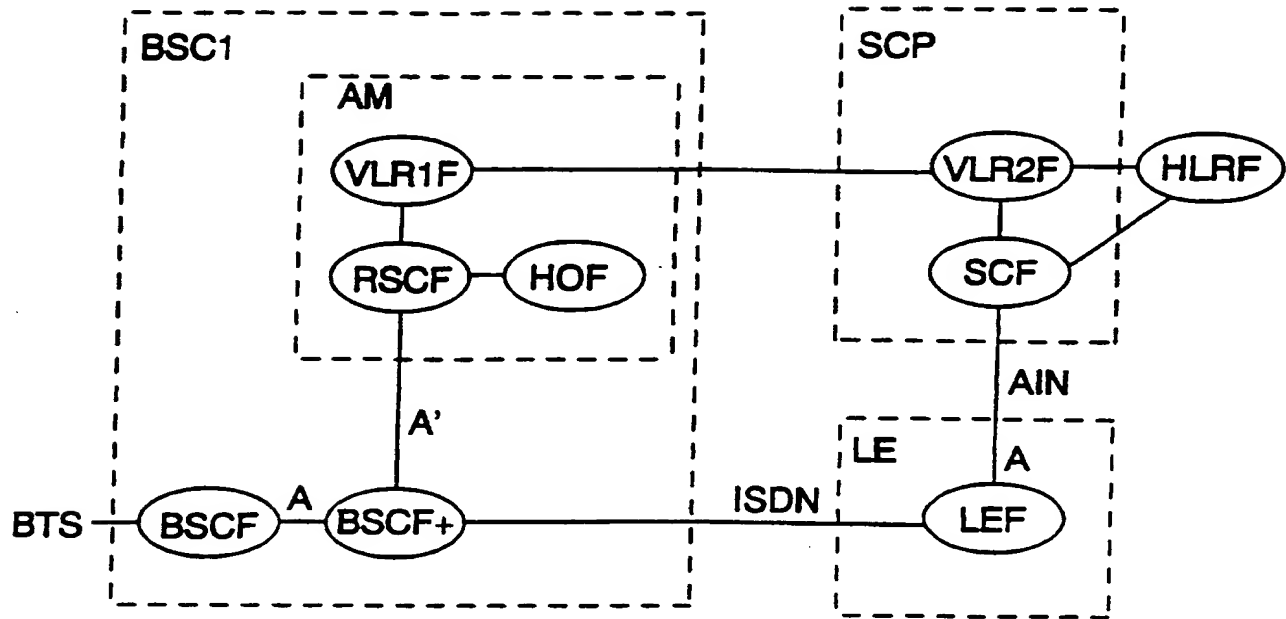 BSC1
SCP
AM
VLR1F
VLR2F
HLRF
RSCF
HOF
SCF
AIN
A'
LE
A
ISDN
A
BTS
BSCF
BSCF+
LEF